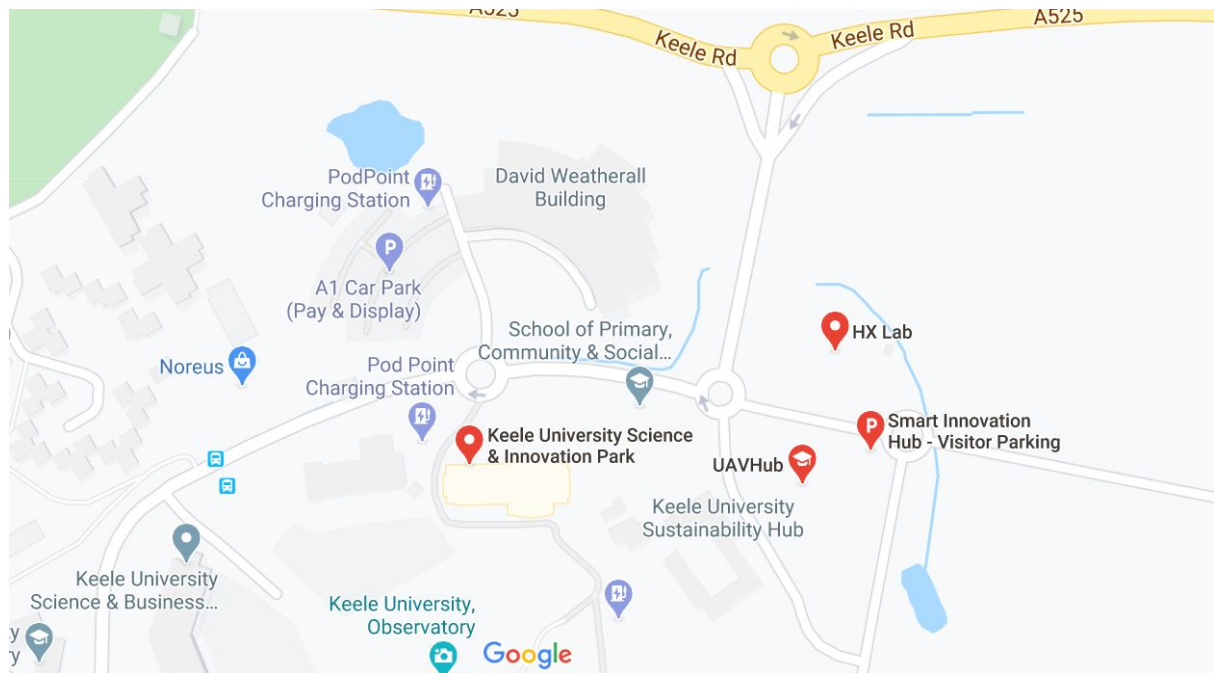 A525
Keele Rd
Keele Rd
A525
PodPoint
Charging Station
David Weatherall
Building
P
A1 Car Park
(Pay & Display)
School of Primary,
Community & Social...
HX Lab
Noreus
Pod Point
Charging Station
Keele University Science
& Innovation Park
P
Smart Innovation
Hub - Visitor Parking
UAVHub
Keele University
Sustainability Hub
Keele University
Science & Business...
Keele University,
Observatory
y
ry
Google